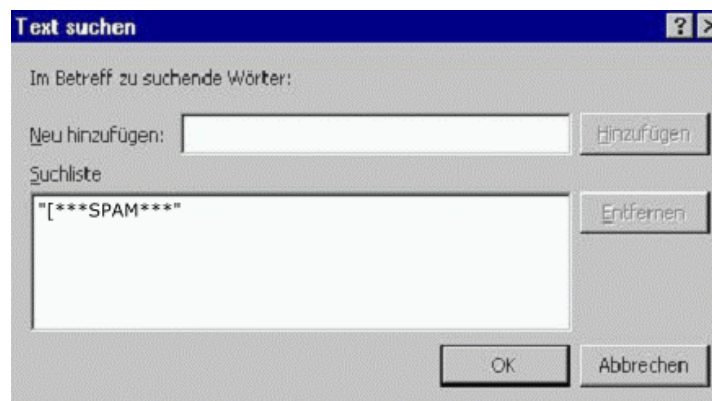 Text suchen
Im Betreff zu suchende Wörter:
Neu hinzufügen:
Hinzufügen
Suchliste
"[***SPAM***"
Entfernen
OK
Abbrechen